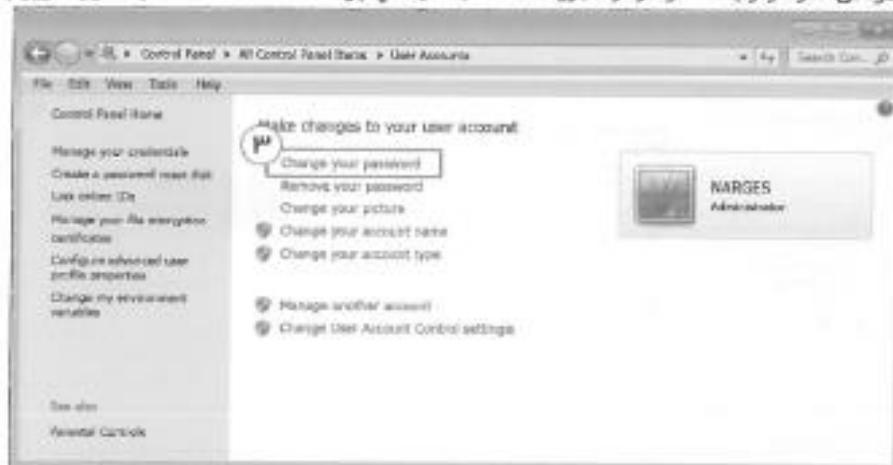 Control Panel ▸ All Control Panel Items ▸ User Accounts
Search Con...
File Edit View Tools Help
Control Panel Home
Manage your credentials
Create a password reset disk
Link online IDs
Manage your file encryption
certificates
Configure advanced user
profile properties
Change my environment
variables
See also
Parental Controls
Make changes to your user account
۳
Change your password
Remove your password
Change your picture
Change your account name
Change your account type
Manage another account
Change User Account Control settings
NARGES
Administrator